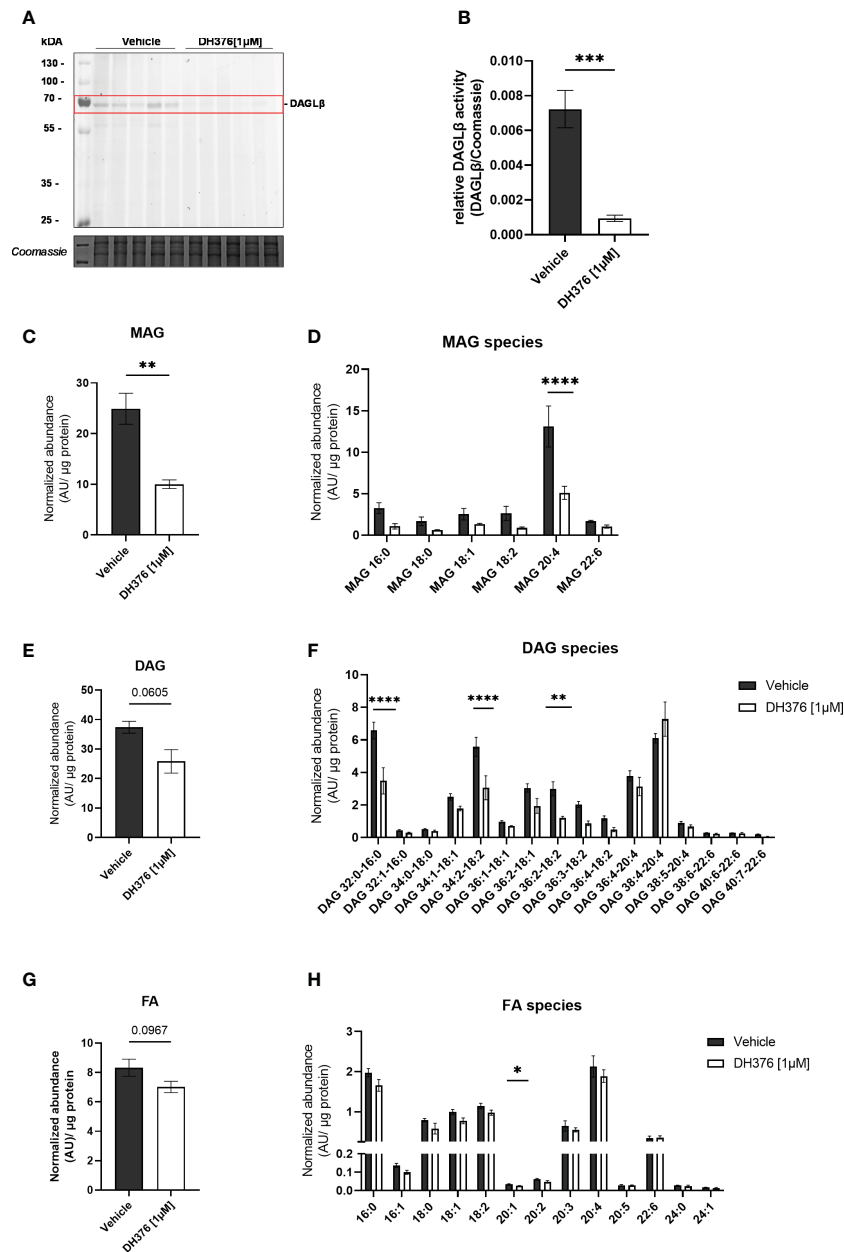 A
kDA
Vehicle
DH376[1µM]
130 -
100 -
70 -
- DAGLβ
55 -
35 -
25 -
Coomassie
B
***
relative DAGLβ activity
(DAGLβ/Coomassie)
0.010
0.008
0.006
0.004
0.002
0.000
Vehicle
DH376 [1µM]
C
MAG
**
Normalized abundance
(AU/ µg protein)
30
20
10
0
Vehicle
DH376 [1µM]
D
MAG species
****
Normalized abundance
(AU/ µg protein)
20
15
10
5
0
MAG 16:0
MAG 18:0
MAG 18:1
MAG 18:2
MAG 20:4
MAG 22:6
E
DAG
0.0605
Normalized abundance
(AU/ µg protein)
50
40
30
20
10
0
Vehicle
DH376 [1µM]
F
DAG species
****
****
**
Normalized abundance
(AU/ µg protein)
10
8
6
4
2
0
DAG 32:0-16:0
DAG 32:1-16:0
DAG 34:0-18:0
DAG 34:1-18:1
DAG 34:2-18:2
DAG 36:1-18:1
DAG 36:2-18:1
DAG 36:2-18:2
DAG 36:3-18:2
DAG 36:4-18:2
DAG 36:4-20:4
DAG 38:4-20:4
DAG 38:5-20:4
DAG 38:6-22:6
DAG 40:6-22:6
DAG 40:7-22:6
Vehicle
DH376 [1µM]
G
FA
0.0967
Normalized abundance
(AU)/ µg protein
10
8
6
4
2
0
Vehicle
DH376 [1µM]
H
FA species
*
Normalized abundance
(AU/ µg protein)
3
2
1
0.2
0.1
0.0
16:0
16:1
18:0
18:1
18:2
20:1
20:2
20:3
20:4
20:5
22:6
24:0
24:1
Vehicle
DH376 [1µM]